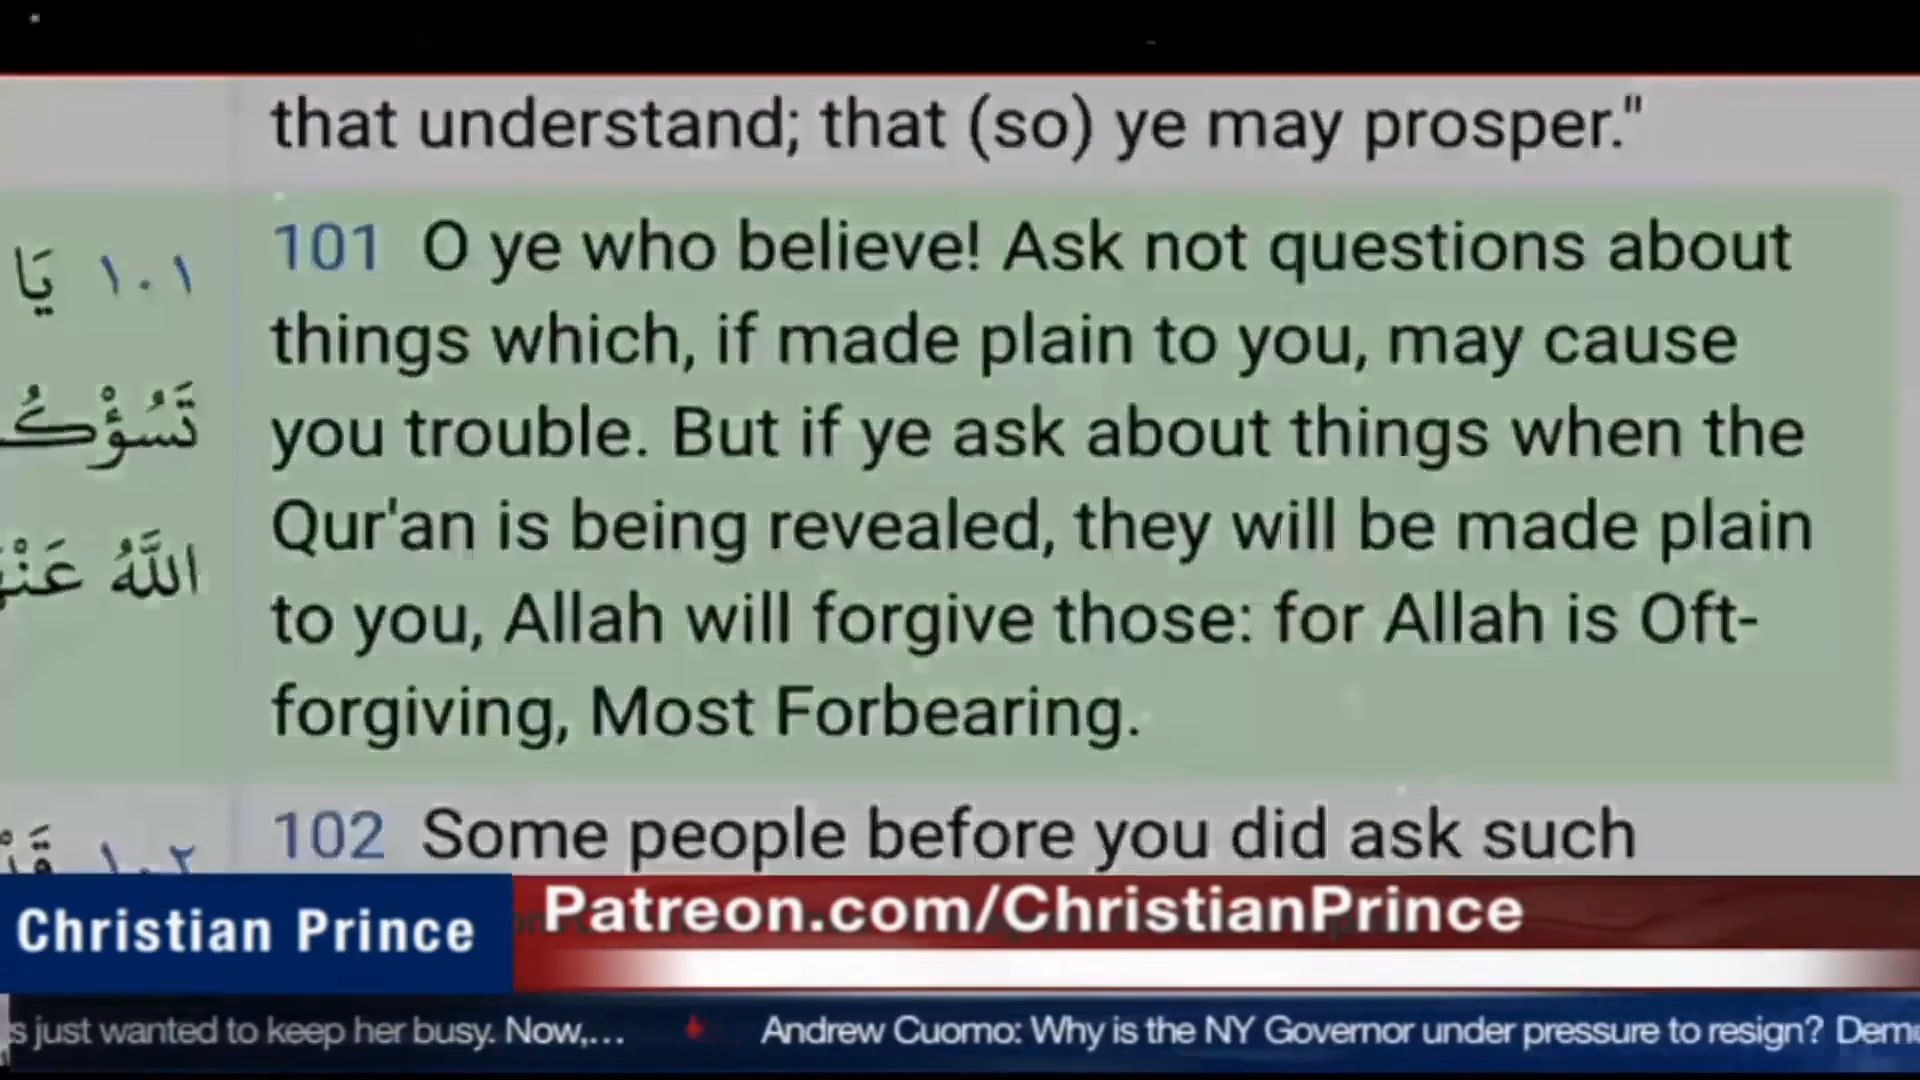 that understand; that (so) ye may prosper."
١٠١ يَا
101 O ye who believe! Ask not questions about
things which, if made plain to you, may cause
تَسُؤْكُ
you trouble. But if ye ask about things when the
Qur'an is being revealed, they will be made plain
اللَّهُ عَنْهَ
to you, Allah will forgive those: for Allah is Oft-
forgiving, Most Forbearing.
١٠٢
102 Some people before you did ask such
Christian Prince
Patreon.com/ChristianPrince
s just wanted to keep her busy. Now,... Andrew Cuomo: Why is the NY Governor under pressure to resign? Dem